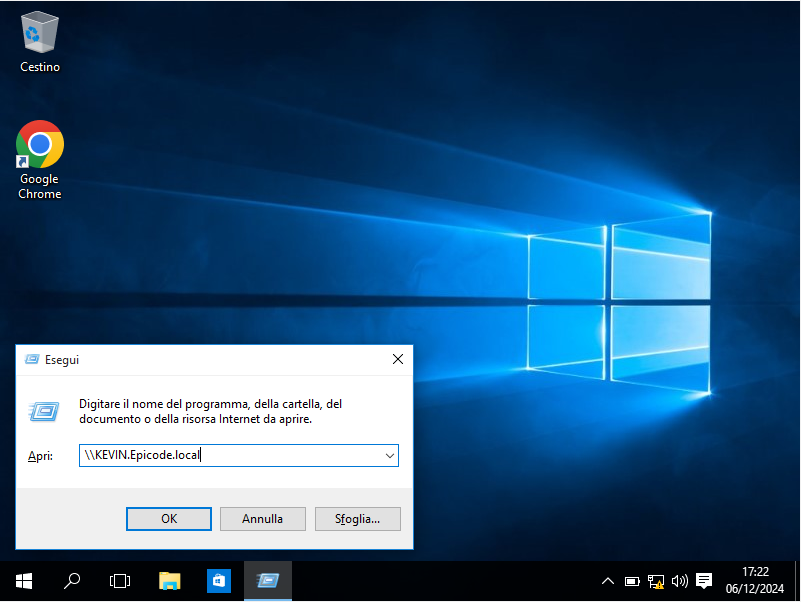 Cestino
Google
Chrome
Esegui
Digitare il nome del programma, della cartella, del
documento o della risorsa Internet da aprire.
Apri: \\KEVIN.Epicode.local
OK Annulla Sfoglia...
17:22
06/12/2024